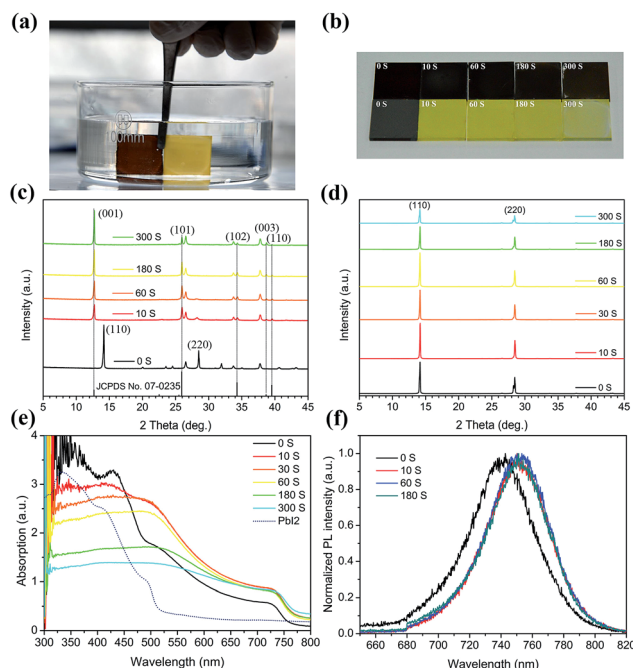 (a)
100mm
(b)
0 S 10 S 60 S 180 S 300 S
0 S 10 S 60 S 180 S 300 S
(c)
Intensity (a.u.)
(001)
(101)
(102)
(003)
(110)
300 S
180 S
60 S
10 S
(110)
(220)
0 S
JCPDS No. 07-0235
5 10 15 20 25 30 35 40 45
2 Theta (deg.)
(d)
Intensity (a.u.)
(110)
(220)
300 S
180 S
60 S
30 S
10 S
0 S
5 15 25 35 45
2 Theta (deg.)
(e)
Absorption (a.u.)
4
3
2
1
0
0 S
10 S
30 S
60 S
180 S
300 S
PbI2
300 350 400 450 500 550 600 650 700 750 800
Wavelength (nm)
(f)
Normalized PL intensity (a.u.)
1.0
0.8
0.6
0.4
0.2
0.0
0 S
10 S
60 S
180 S
660 680 700 720 740 760 780 800 820
Wavelength (nm)